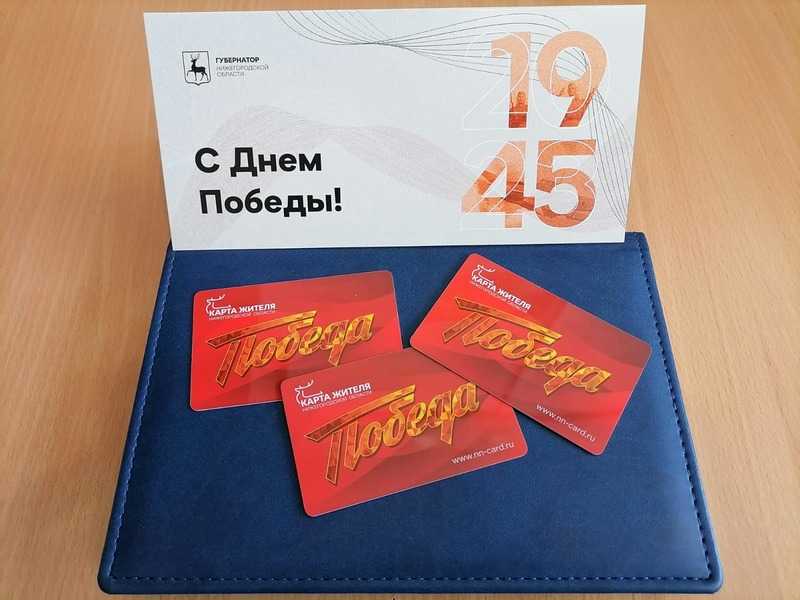 ГУБЕРНАТОР
НИЖЕГОРОДСКОЙ
ОБЛАСТИ
19
45
С Днем
Победы!
КАРТА ЖИТЕЛЯ
НИЖЕГОРОДСКОЙ ОБЛАСТИ
Победа
КАРТА ЖИТЕЛЯ
НИЖЕГОРОДСКОЙ ОБЛАСТИ
Победа
www.nn-card.ru
КАРТА ЖИТЕЛЯ
НИЖЕГОРОДСКОЙ ОБЛАСТИ
Победа
www.nn-card.ru